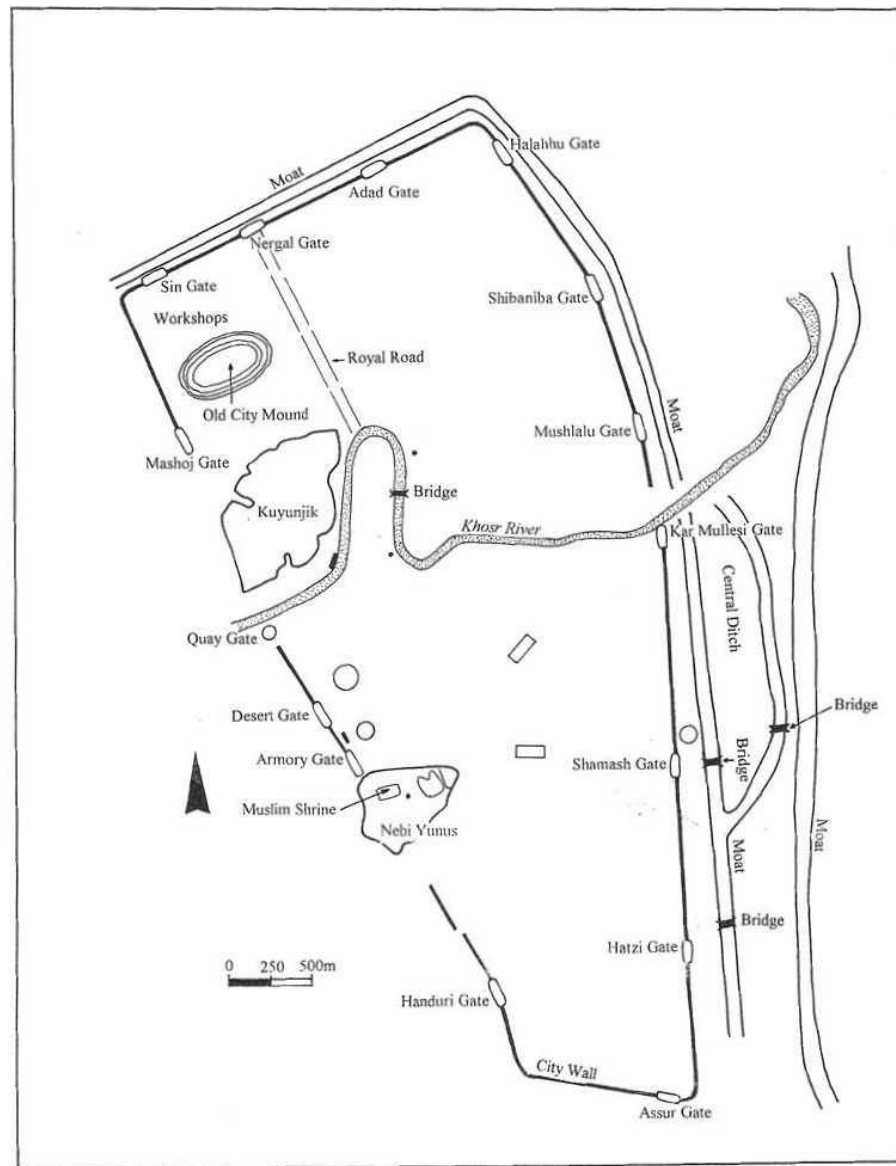 Halahhu Gate
Moat
Adad Gate
Nergal Gate
Sin Gate
Shibaniba Gate
Workshops
Royal Road
Old City Mound
Moat
Mushlalu Gate
Mashoj Gate
Bridge
Kuyunjik
Khosr River
Kar Mullesi Gate
Central Ditch
Quay Gate
Bridge
Desert Gate
Armory Gate
Bridge
Shamash Gate
Muslim Shrine
Nebi Yunus
Moat
Moat
Bridge
Hatzi Gate
0 250 500m
Handuri Gate
City Wall
Assur Gate